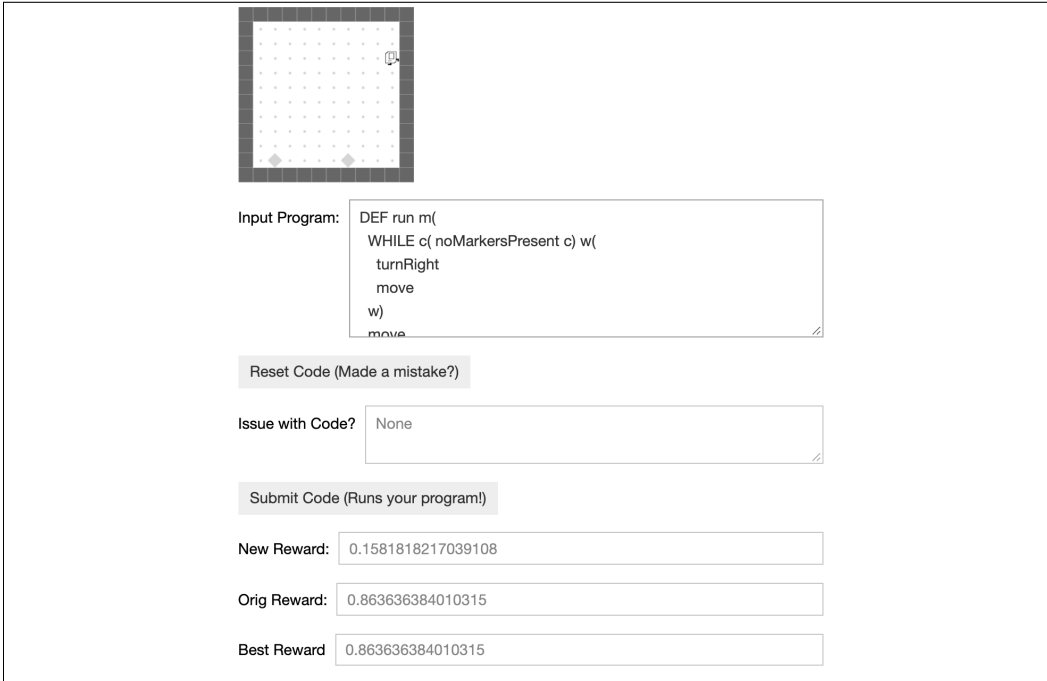 Input Program:
DEF run m(
WHILE c( noMarkersPresent c) w(
turnRight
move
w)
move
Reset Code (Made a mistake?)
Issue with Code?
None
Submit Code (Runs your program!)
New Reward:
0.1581818217039108
Orig Reward:
0.863636384010315
Best Reward
0.863636384010315